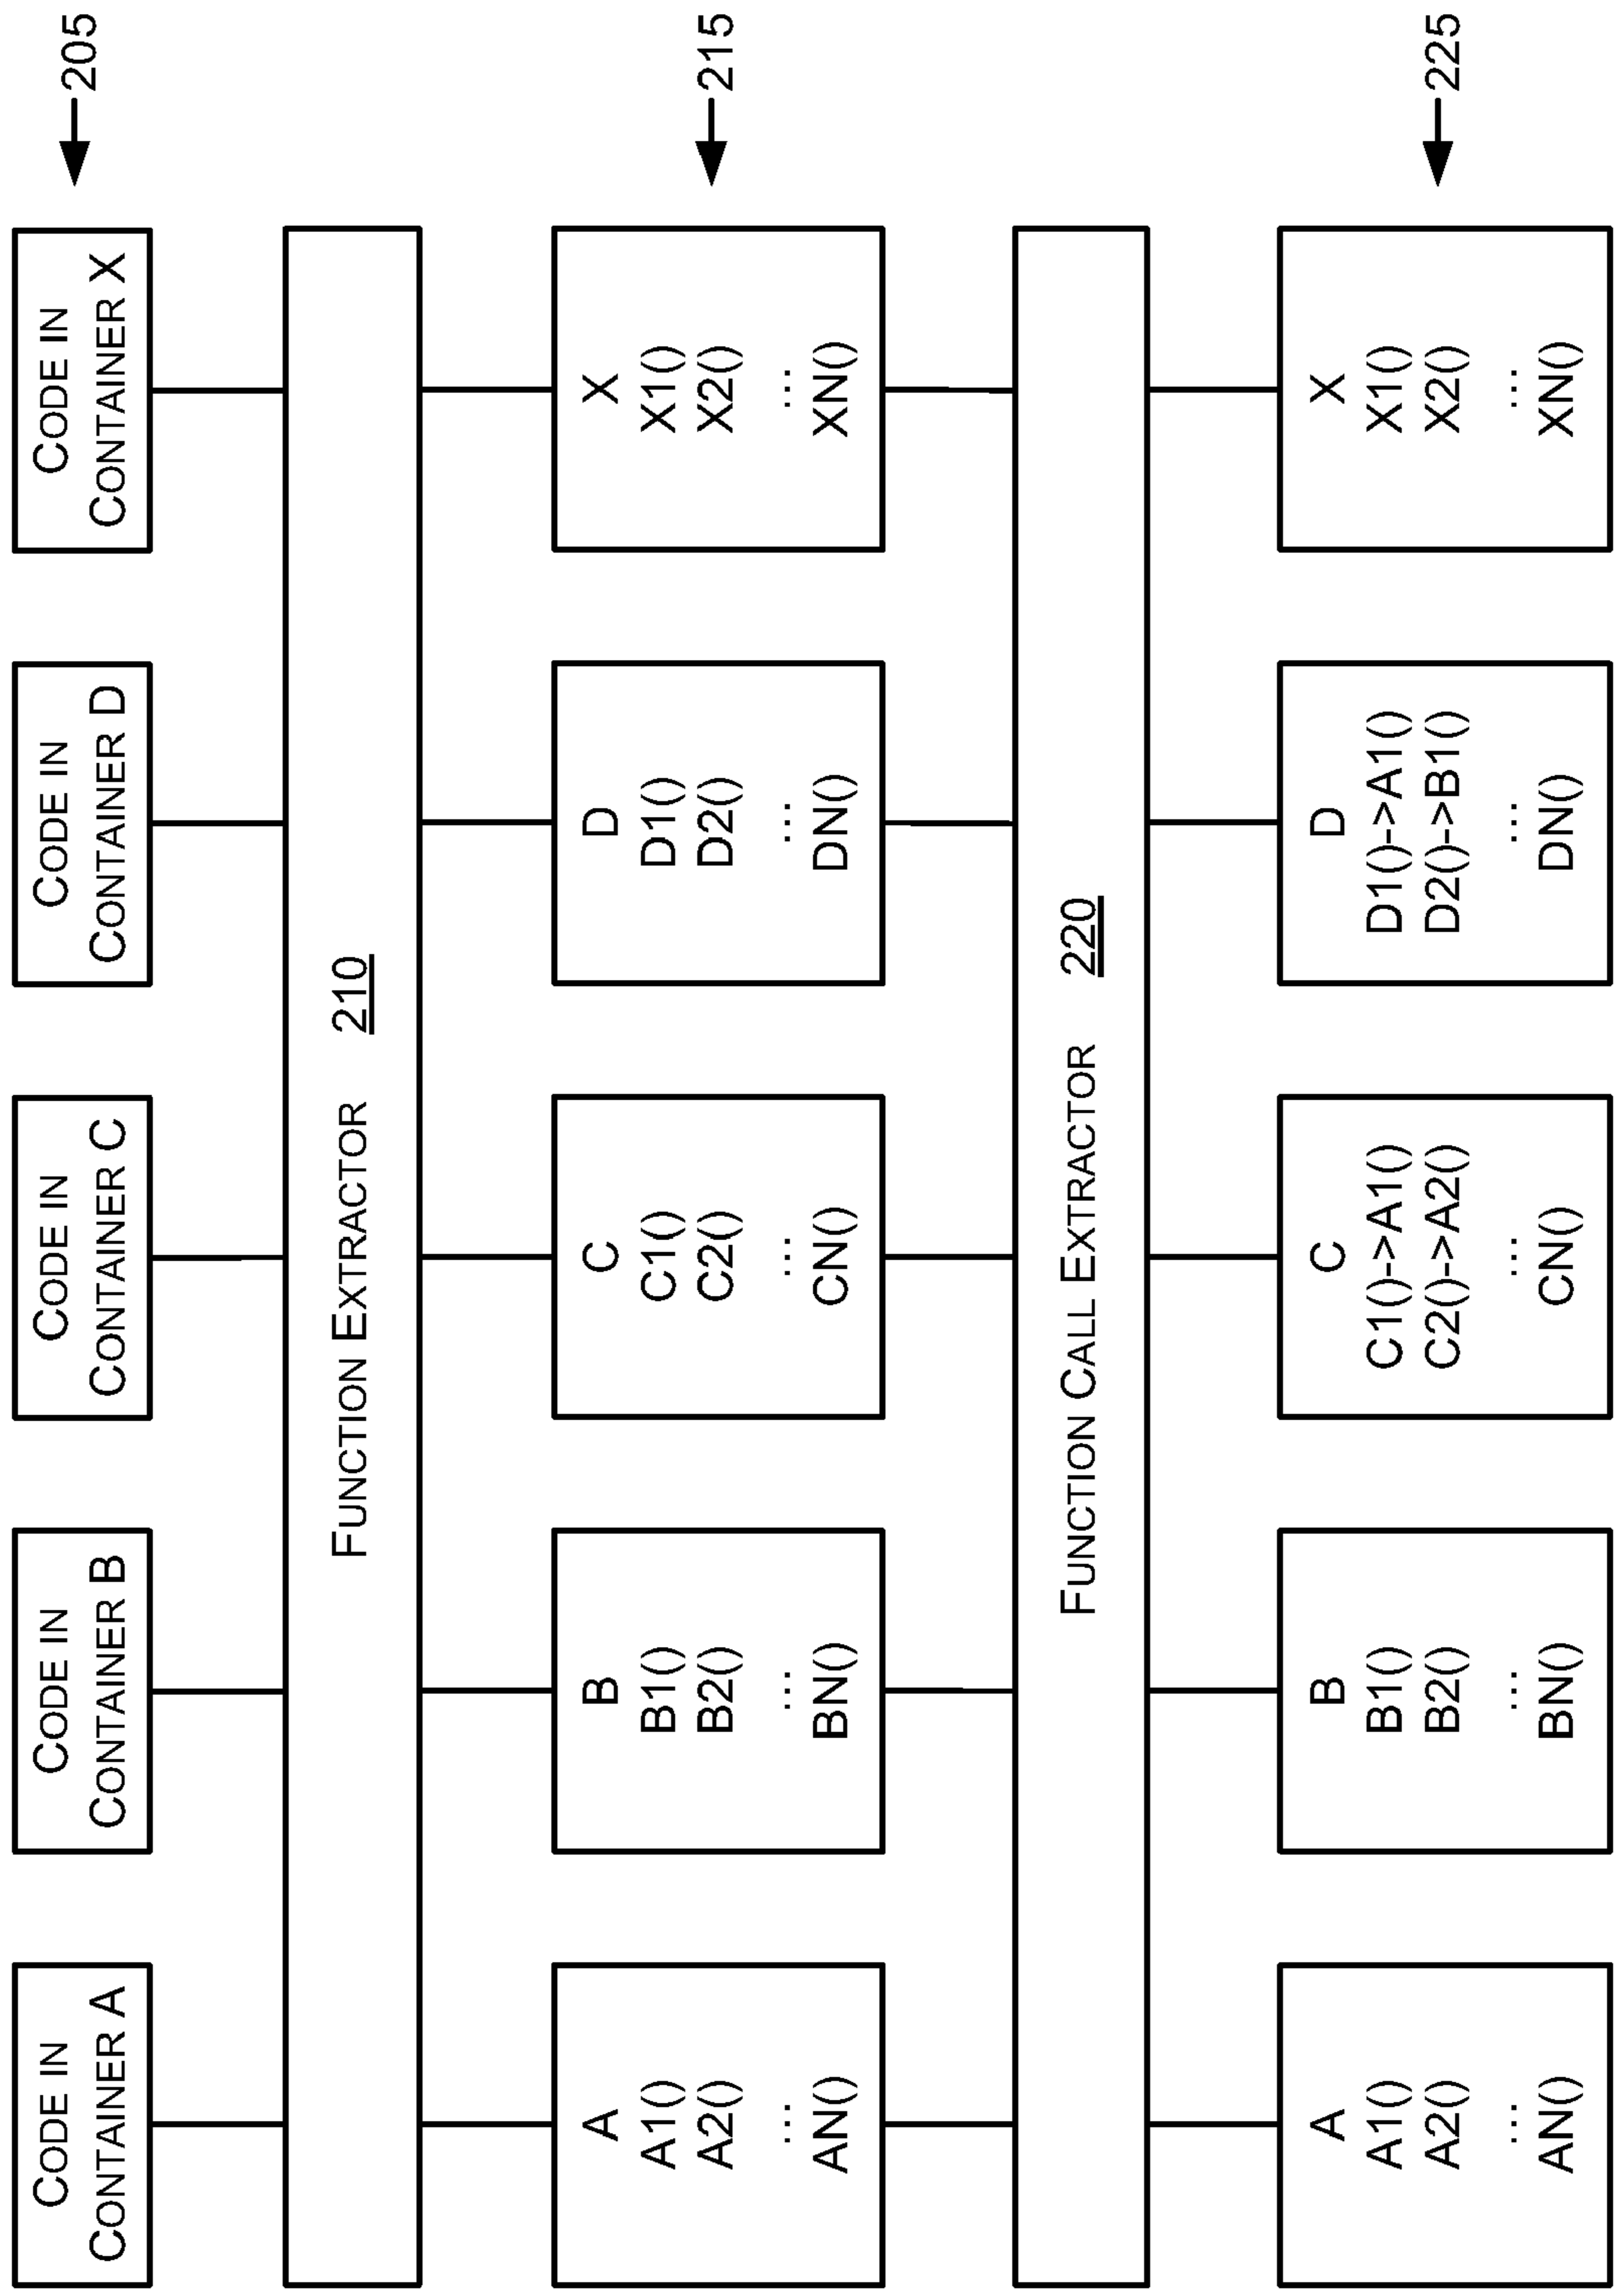 CODE IN
CONTAINER A
CODE IN
CONTAINER B
CODE IN
CONTAINER C
CODE IN
CONTAINER D
CODE IN
CONTAINER X
205
FUNCTION EXTRACTOR 210
A
A1()
A2()
...
AN()
B
B1()
B2()
...
BN()
C
C1()
C2()
...
CN()
D
D1()
D2()
...
DN()
X
X1()
X2()
...
XN()
215
FUNCTION CALL EXTRACTOR 220
A
A1()
A2()
...
AN()
B
B1()
B2()
...
BN()
C
C1()->A1()
C2()->A2()
...
CN()
D
D1()->A1()
D2()->B1()
...
DN()
X
X1()
X2()
...
XN()
225